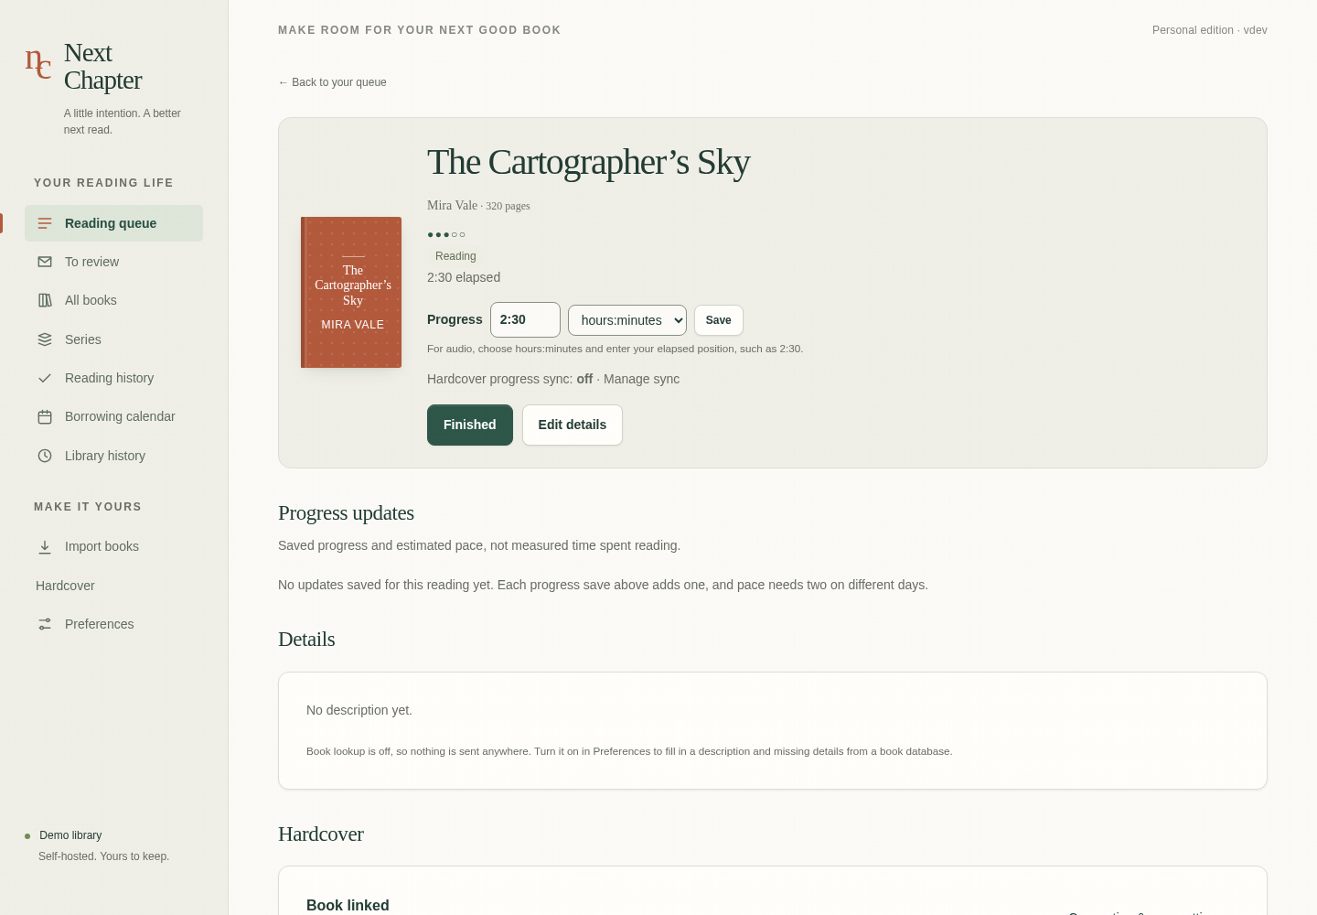 nc
Next
Chapter
A little intention. A better
next read.
YOUR READING LIFE
Reading queue
To review
All books
Series
Reading history
Borrowing calendar
Library history
MAKE IT YOURS
Import books
Hardcover
Preferences
Demo library
Self-hosted. Yours to keep.
MAKE ROOM FOR YOUR NEXT GOOD BOOK
Personal edition · vdev
← Back to your queue
The
Cartographer’s
Sky
MIRA VALE
The Cartographer’s Sky
Mira Vale · 320 pages
●●●○○
Reading
2:30 elapsed
Progress 2:30 hours:minutes Save
For audio, choose hours:minutes and enter your elapsed position, such as 2:30.
Hardcover progress sync: off · Manage sync
Finished Edit details
Progress updates
Saved progress and estimated pace, not measured time spent reading.
No updates saved for this reading yet. Each progress save above adds one, and pace needs two on different days.
Details
No description yet.
Book lookup is off, so nothing is sent anywhere. Turn it on in Preferences to fill in a description and missing details from a book database.
Hardcover
Book linked